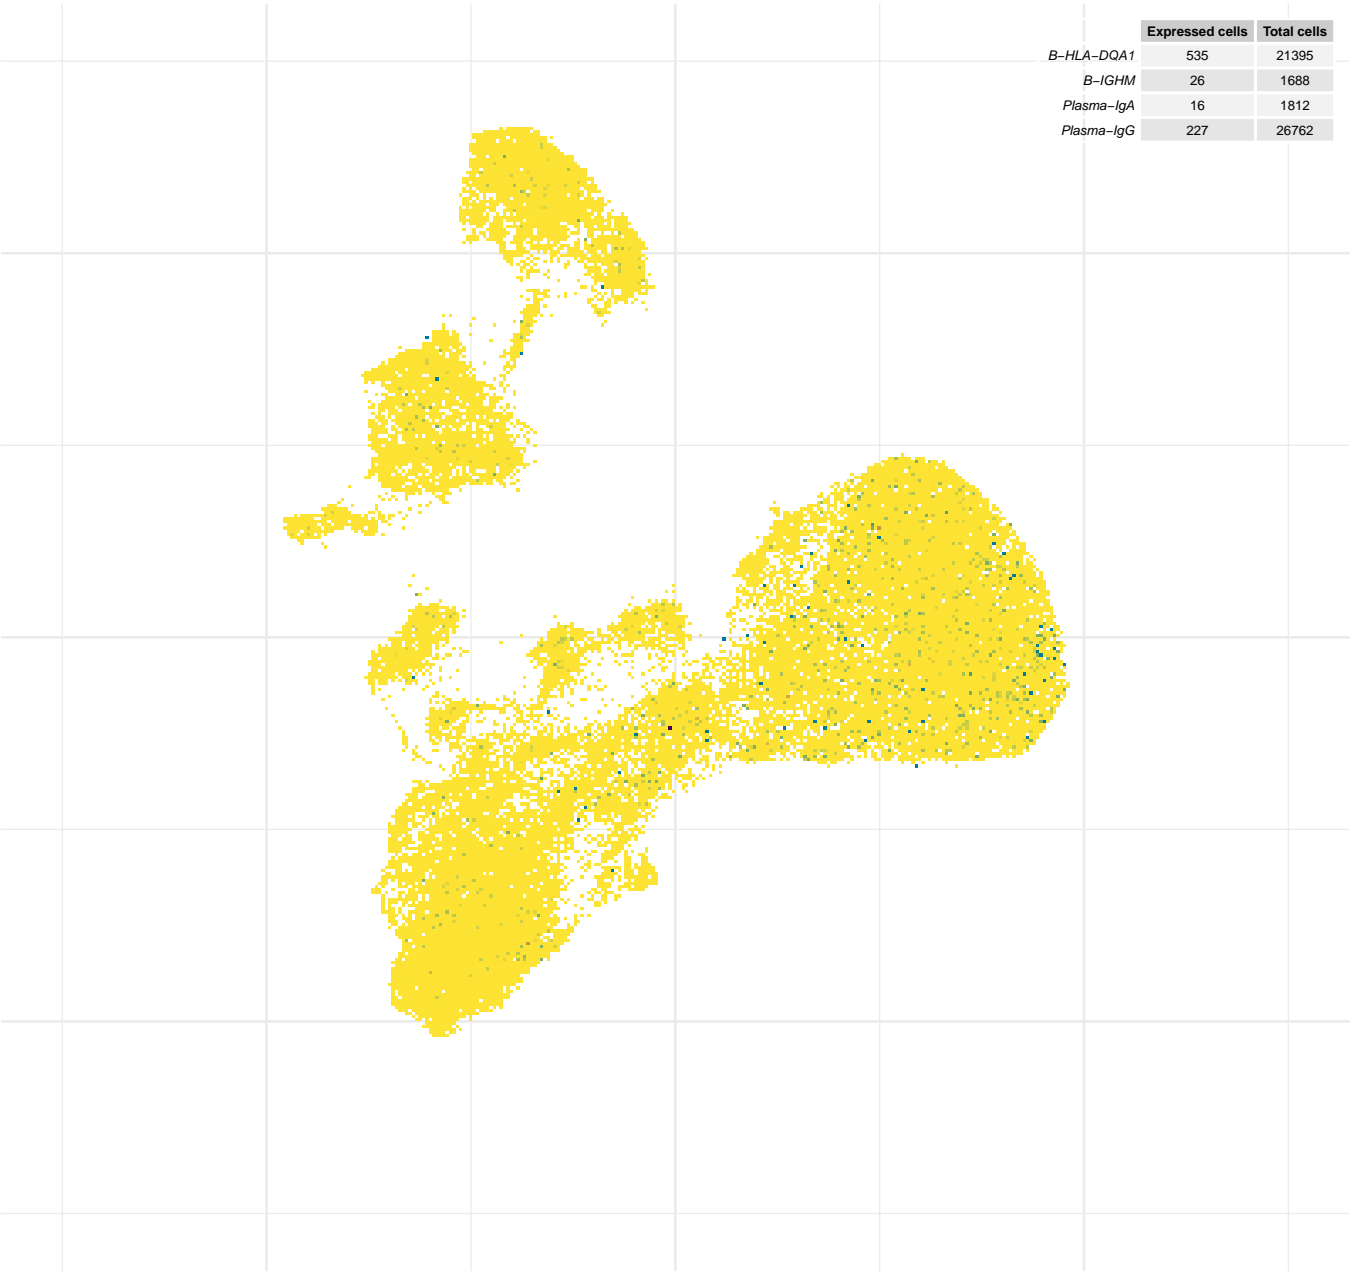 Expressed cells Total cells
B−HLA−DQA1 535 21395
B−IGHM 26 1688
Plasma−IgA 16 1812
Plasma−IgG 227 26762